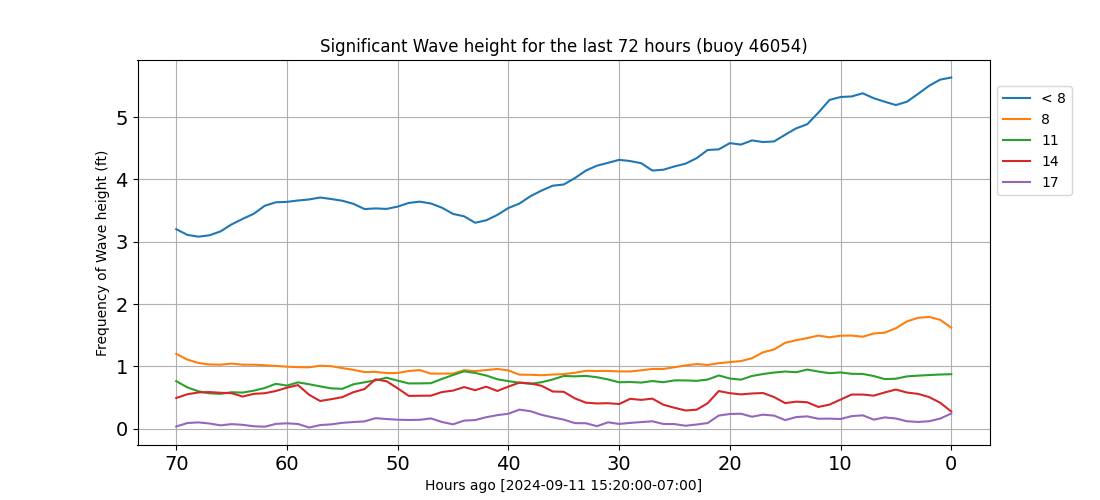 Significant Wave height for the last 72 hours (buoy 46054)
Frequency of Wave height (ft)
5
4
3
2
1
0
70 60 50 40 30 20 10 0
Hours ago [2024-09-11 15:20:00-07:00]
< 8
8
11
14
17